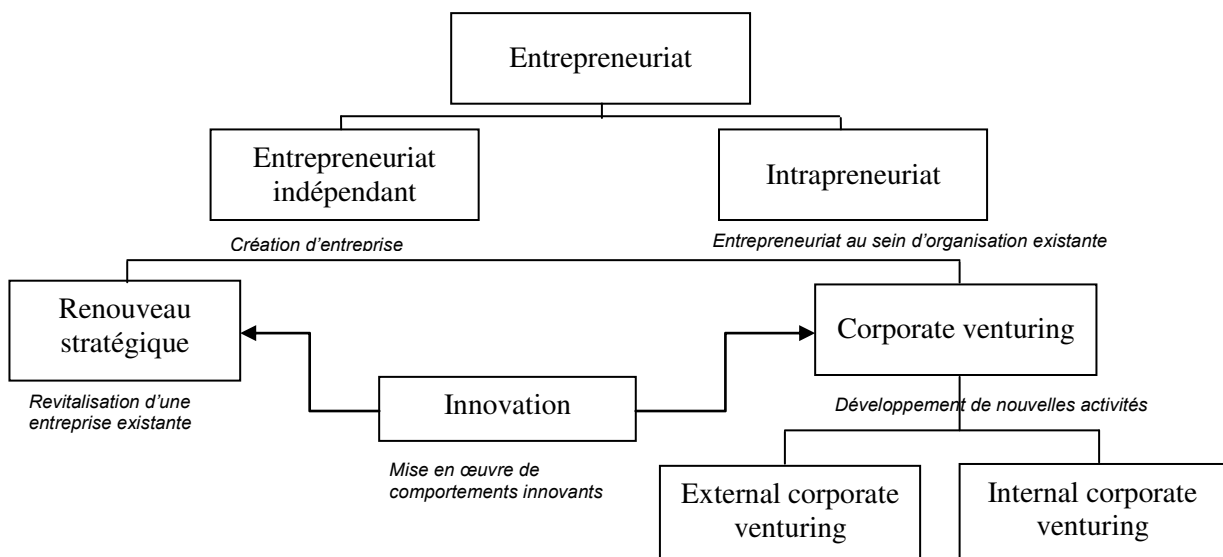 Entrepreneuriat
Entrepreneuriat
indépendant
Intrapreneuriat
Création d'entreprise
Entrepreneuriat au sein d'organisation existante
Renouveau
stratégique
Corporate venturing
Revitalisation d'une
entreprise existante
Innovation
Développement de nouvelles activités
Mise en œuvre de
comportements innovants
External corporate
venturing
Internal corporate
venturing